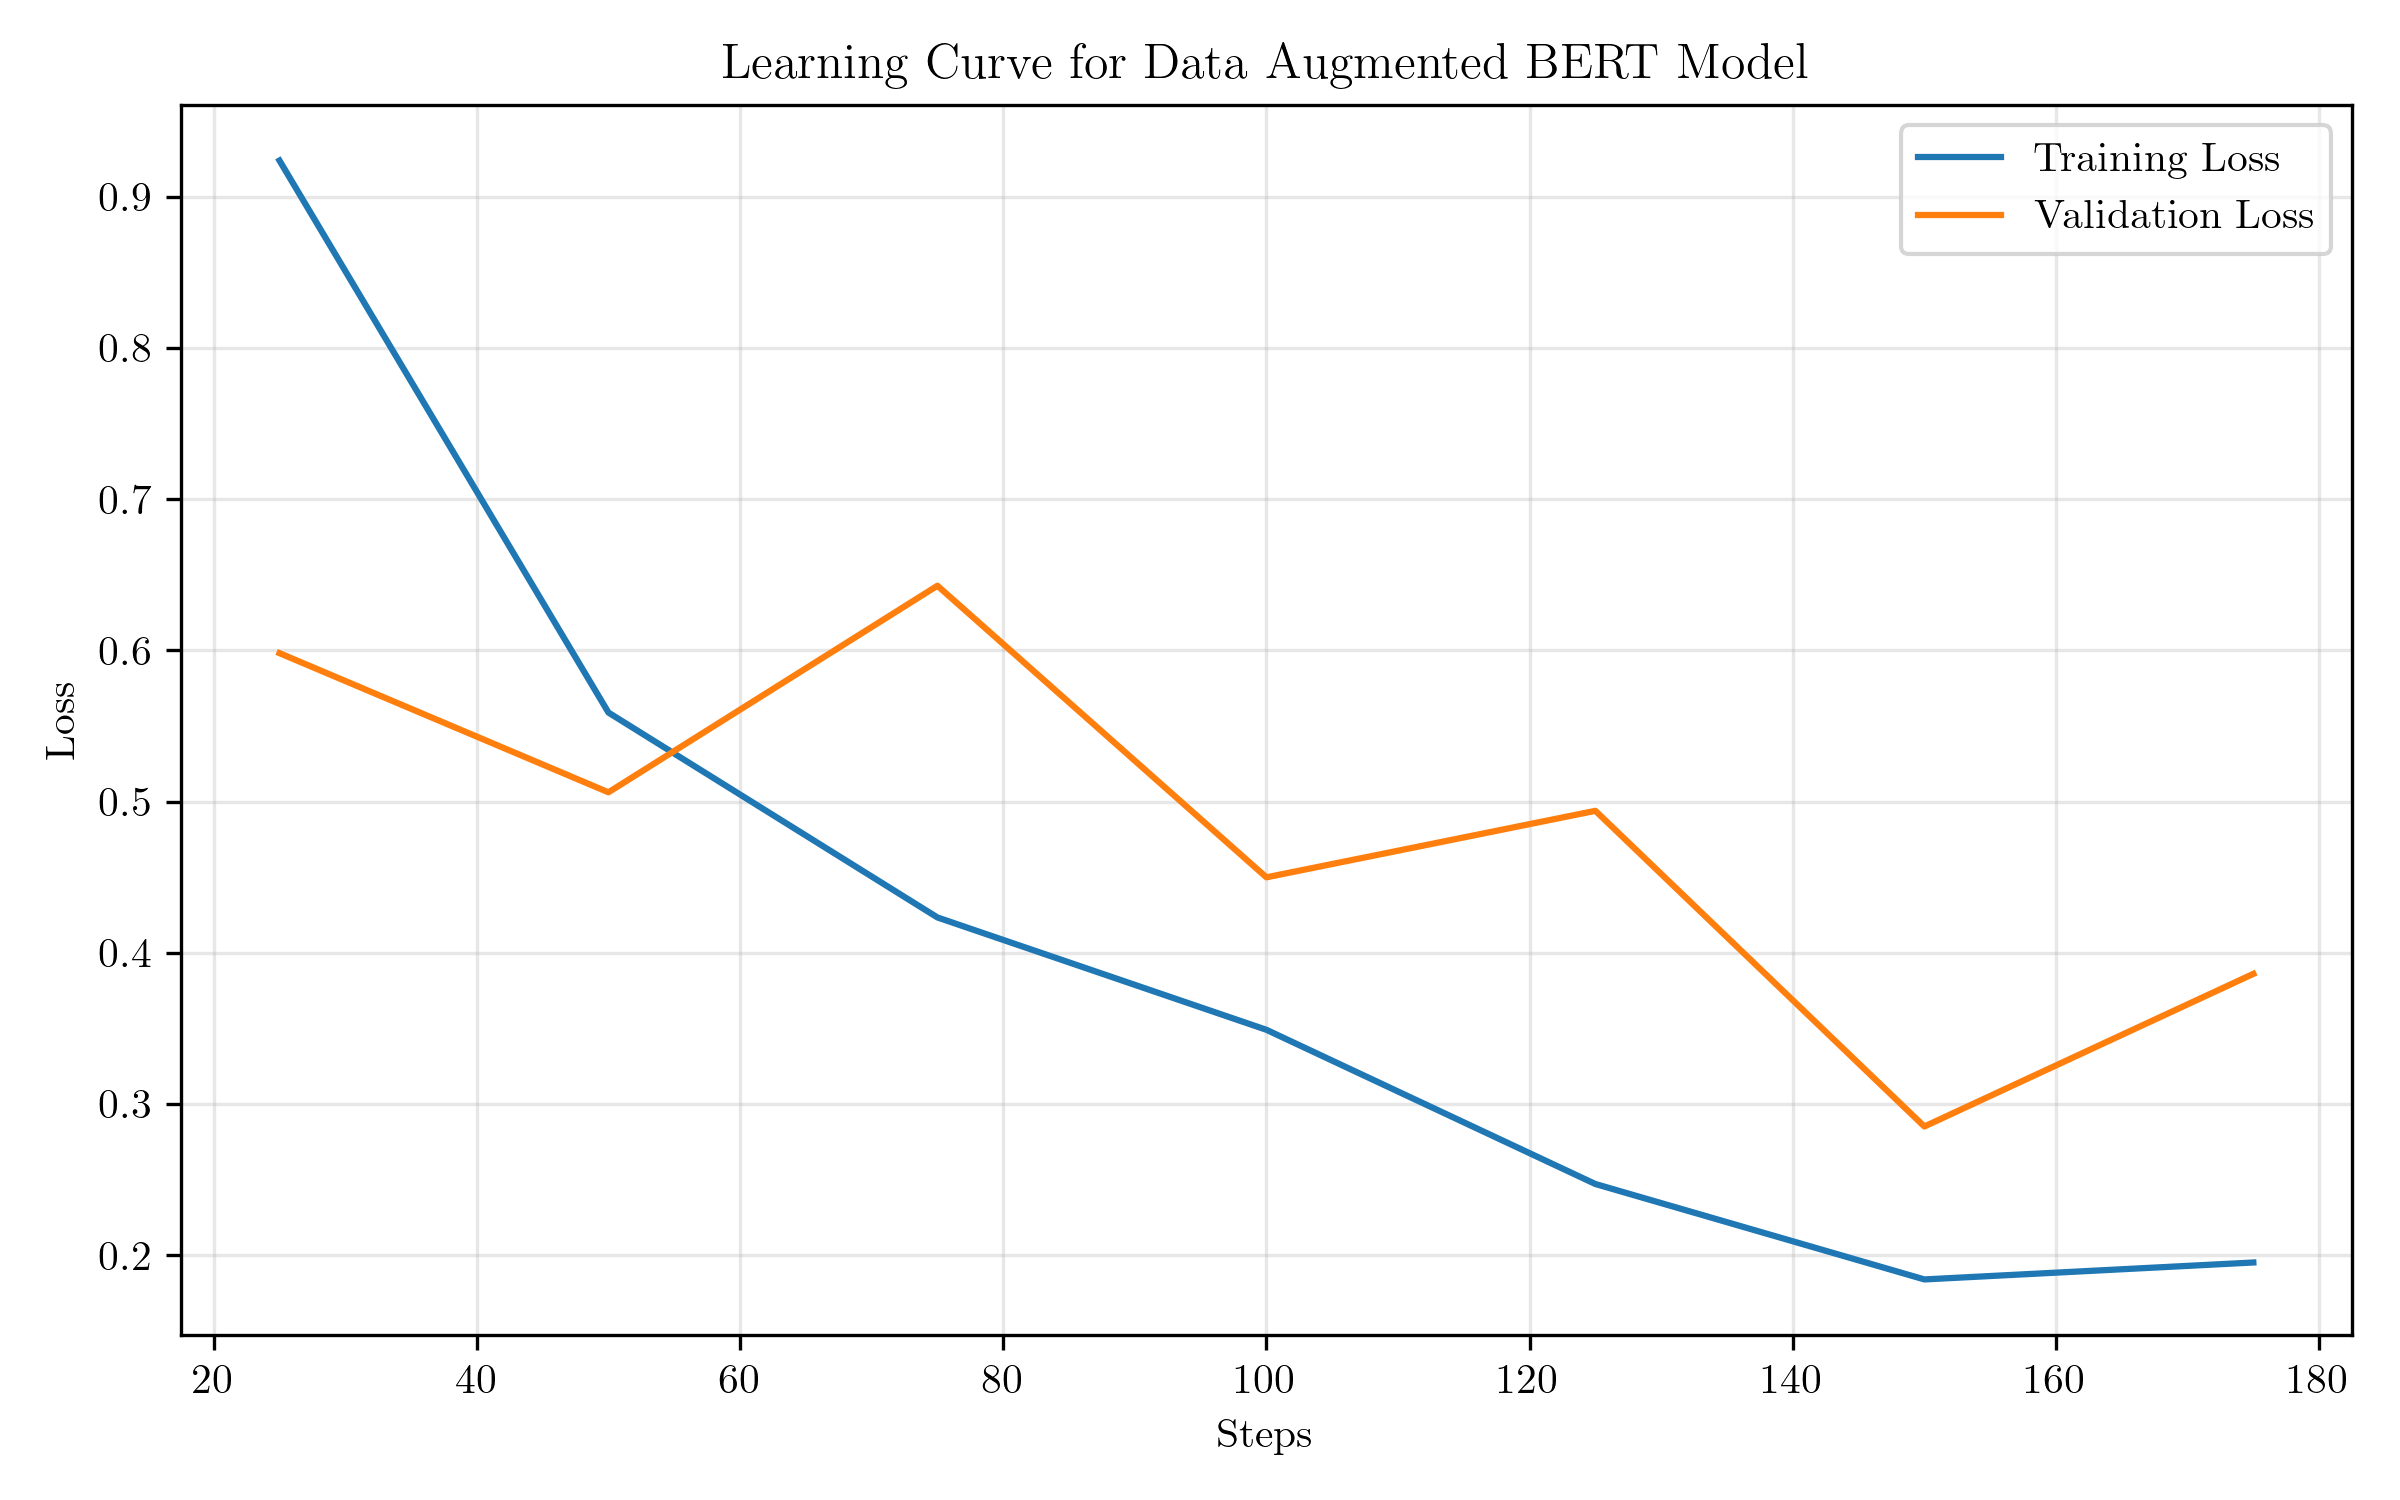 Learning Curve for Data Augmented BERT Model
Training Loss
Validation Loss
0.9
0.8
0.7
0.6
0.5
0.4
0.3
0.2
Loss
20 40 60 80 100 120 140 160 180
Steps